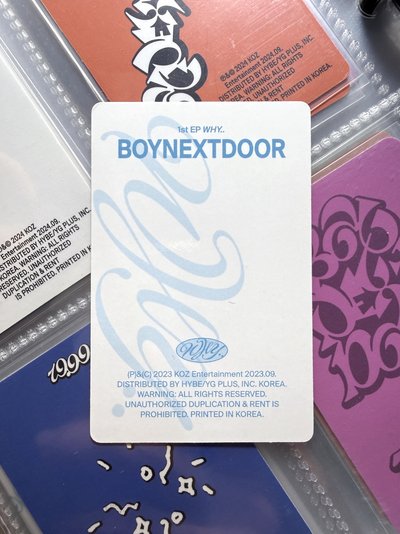 ℗&© 2024 KOZ
Entertainment 2024.09.
DISTRIBUTED BY HYBE/YG PLUS, INC.
KOREA. WARNING: ALL RIGHTS
RESERVED. UNAUTHORIZED
DUPLICATION & RENT
IS PROHIBITED. PRINTED IN KOREA.
1st EP WHY..
BOYNEXTDOOR
WHY..
(P)&(C) 2023 KOZ Entertainment 2023.09.
DISTRIBUTED BY HYBE/YG PLUS, INC. KOREA.
WARNING: ALL RIGHTS RESERVED.
UNAUTHORIZED DUPLICATION & RENT IS
PROHIBITED. PRINTED IN KOREA.
℗&© 2024 KOZ
Entertainment 2024.09.
DISTRIBUTED BY HYBE/YG PLUS, INC.
KOREA. WARNING: ALL RIGHTS
RESERVED. UNAUTHORIZED
DUPLICATION & RENT
IS PROHIBITED. PRINTED IN KOREA.
19.99